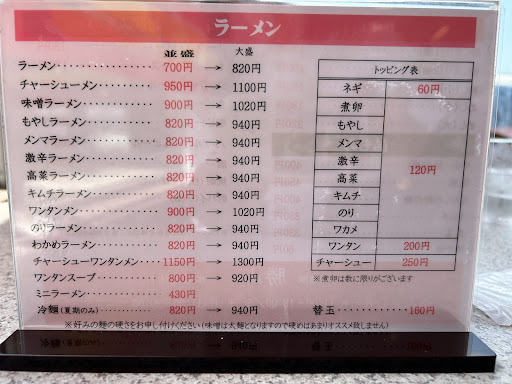 ラーメン
並盛 大盛
ラーメン・・・・・・・・・・・・ 700円 → 820円
チャーシューメン・・・・・・・・ 950円 → 1100円
味噌ラーメン・・・・・・・・・・ 900円 → 1020円
もやしラーメン・・・・・・・・・ 820円 → 940円
メンマラーメン・・・・・・・・・ 820円 → 940円
激辛ラーメン・・・・・・・・・・ 820円 → 940円
高菜ラーメン・・・・・・・・・・ 820円 → 940円
キムチラーメン・・・・・・・・・ 820円 → 940円
ワンタンメン・・・・・・・・・・ 900円 → 1020円
のりラーメン・・・・・・・・・・ 820円 → 940円
わかめラーメン・・・・・・・・・ 820円 → 940円
チャーシューワンタンメン・・・・ 1150円 → 1300円
ワンタンスープ・・・・・・・・・ 800円 → 920円
ミニラーメン・・・・・・・・・・ 430円
冷麺(夏期のみ)・・・・・・・・ 820円 → 940円
トッピング表
ネギ 60円
煮卵
もやし
メンマ
激辛
高菜
キムチ
のり
ワカメ
120円
ワンタン 200円
チャーシュー 250円
※煮卵は数に限りがございます
替玉・・・・・・・・・・ 160円
※好みの麺の硬さをお申し付けください(味噌は太麺となりますので硬めはあまりオススメ致しません)